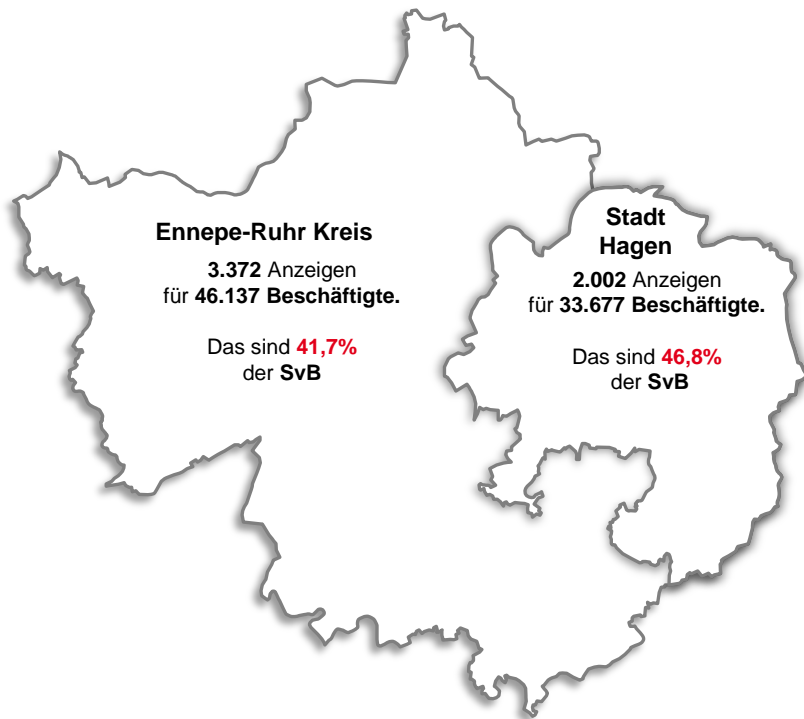 Ennepe-Ruhr Kreis
3.372 Anzeigen
für 46.137 Beschäftigte.
Das sind 41,7%
der SvB
Stadt
Hagen
2.002 Anzeigen
für 33.677 Beschäftigte.
Das sind 46,8%
der SvB